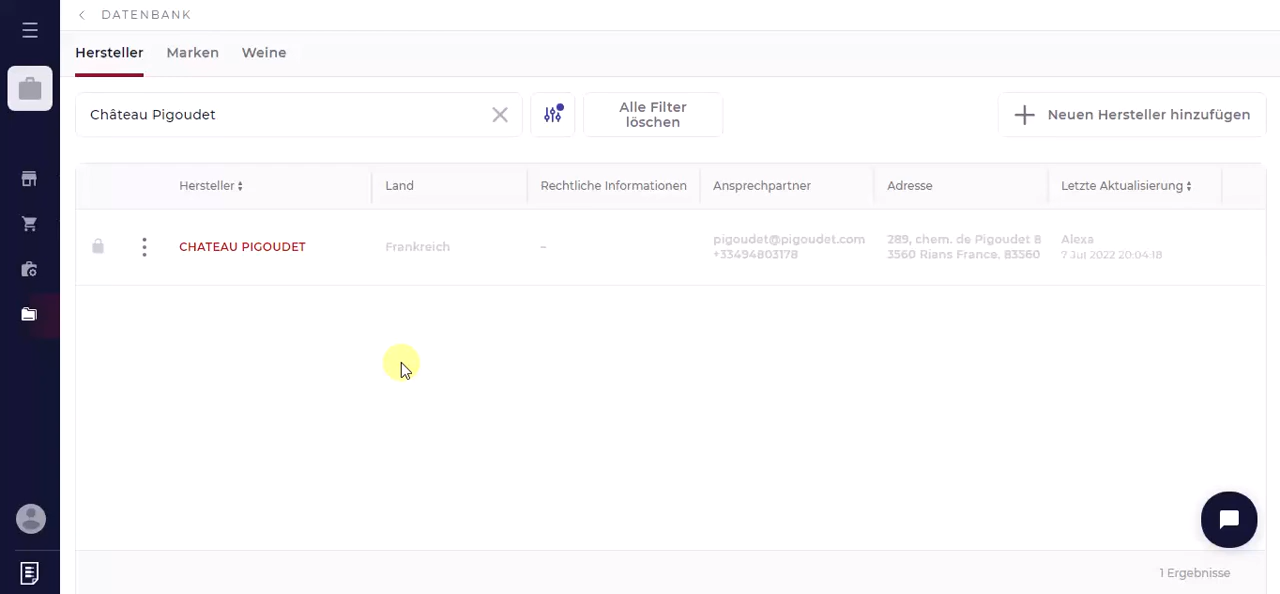 DATENBANK
Hersteller Marken Weine
Château Pigoudet
Alle Filter
löschen
Neuen Hersteller hinzufügen
Hersteller Land Rechtliche Informationen Ansprechpartner Adresse Letzte Aktualisierung
CHATEAU PIGOUDET Frankreich –
pigoudet@pigoudet.com
+33494803178
289, chem. de Pigoudet 8
3560 Rians France. 83560
Alexa
7 Jul 2022 20:04:18
1 Ergebnisse